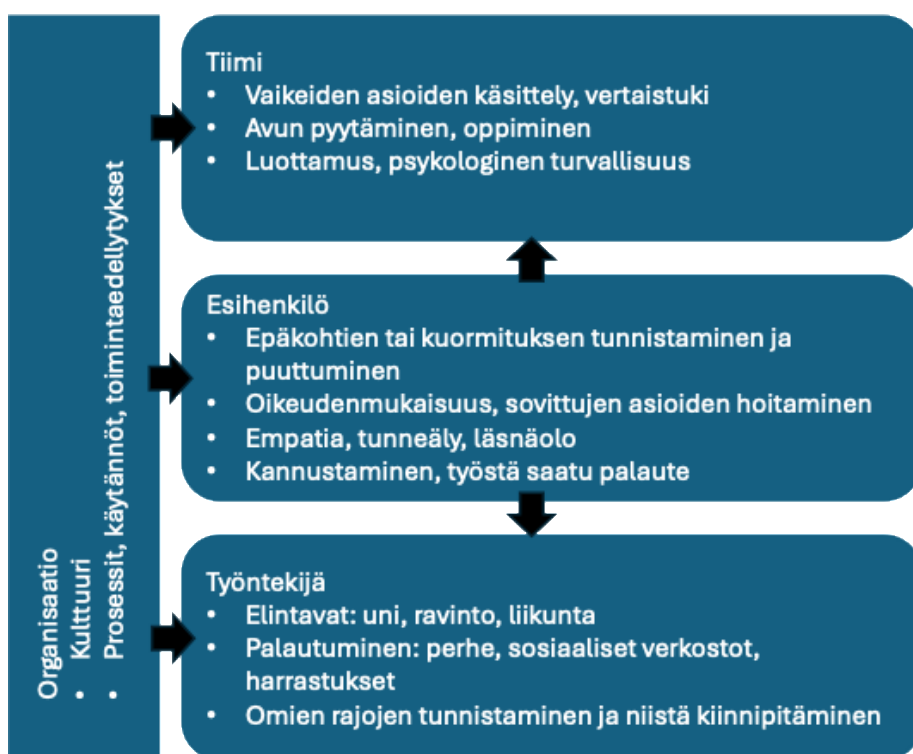 Organisaatio
• Kulttuuri
• Prosessit, käytännöt, toimintaedellytykset
Tiimi
• Vaikeiden asioiden käsittely, vertaistuki
• Avun pyytäminen, oppiminen
• Luottamus, psykologinen turvallisuus
Esihenkilö
• Epäkohtien tai kuormituksen tunnistaminen ja
puuttuminen
• Oikeudenmukaisuus, sovittujen asioiden hoitaminen
• Empatia, tunneäly, läsnäolo
• Kannustaminen, työstä saatu palaute
Työntekijä
• Elintavat: uni, ravinto, liikunta
• Palautuminen: perhe, sosiaaliset verkostot,
harrastukset
• Omien rajojen tunnistaminen ja niistä kiinnipitäminen